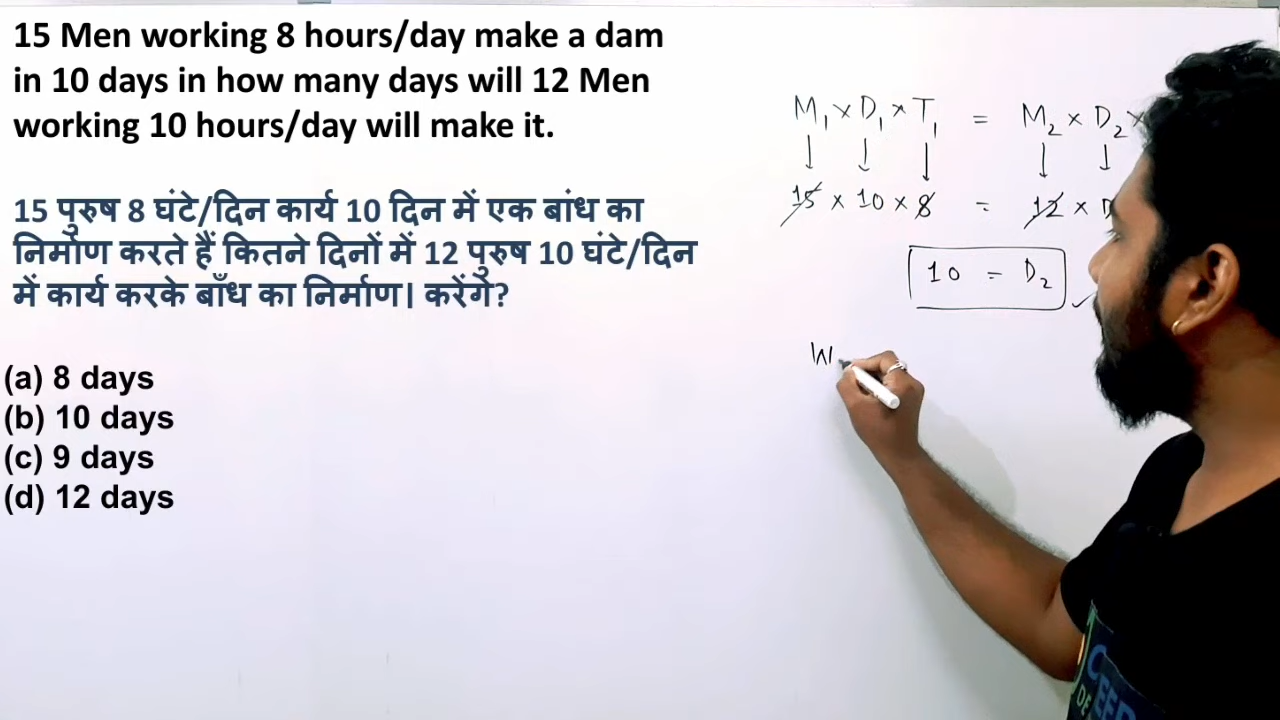 15 Men working 8 hours/day make a dam
in 10 days in how many days will 12 Men
working 10 hours/day will make it.
15 पुरुष 8 घंटे/दिन कार्य 10 दिन में एक बांध का
निर्माण करते हैं कितने दिनों में 12 पुरुष 10 घंटे/दिन
में कार्य करके बाँध का निर्माण। करेंगे?
(a) 8 days
(b) 10 days
(c) 9 days
(d) 12 days
M₁ × D₁ × T₁ = M₂ × D₂ ×
15 × 10 × 8 = 12 × D
10 = D₂
W